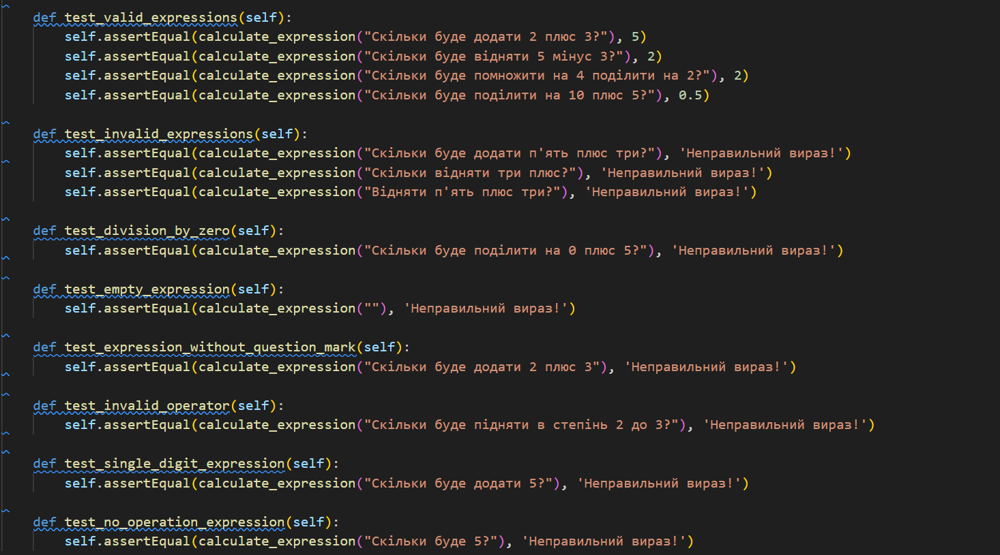 def test_valid_expressions(self):
self.assertEqual(calculate_expression("Скільки буде додати 2 плюс 3?"), 5)
self.assertEqual(calculate_expression("Скільки буде відняти 5 мінус 3?"), 2)
self.assertEqual(calculate_expression("Скільки буде помножити на 4 поділити на 2?"), 2)
self.assertEqual(calculate_expression("Скільки буде поділити на 10 плюс 5?"), 0.5)
def test_invalid_expressions(self):
self.assertEqual(calculate_expression("Скільки буде додати п'ять плюс три?"), 'Неправильний вираз!')
self.assertEqual(calculate_expression("Скільки відняти три плюс?"), 'Неправильний вираз!')
self.assertEqual(calculate_expression("Відняти п'ять плюс три?"), 'Неправильний вираз!')
def test_division_by_zero(self):
self.assertEqual(calculate_expression("Скільки буде поділити на 0 плюс 5?"), 'Неправильний вираз!')
def test_empty_expression(self):
self.assertEqual(calculate_expression(""), 'Неправильний вираз!')
def test_expression_without_question_mark(self):
self.assertEqual(calculate_expression("Скільки буде додати 2 плюс 3"), 'Неправильний вираз!')
def test_invalid_operator(self):
self.assertEqual(calculate_expression("Скільки буде підняти в степінь 2 до 3?"), 'Неправильний вираз!')
def test_single_digit_expression(self):
self.assertEqual(calculate_expression("Скільки буде додати 5?"), 'Неправильний вираз!')
def test_no_operation_expression(self):
self.assertEqual(calculate_expression("Скільки буде 5?"), 'Неправильний вираз!')